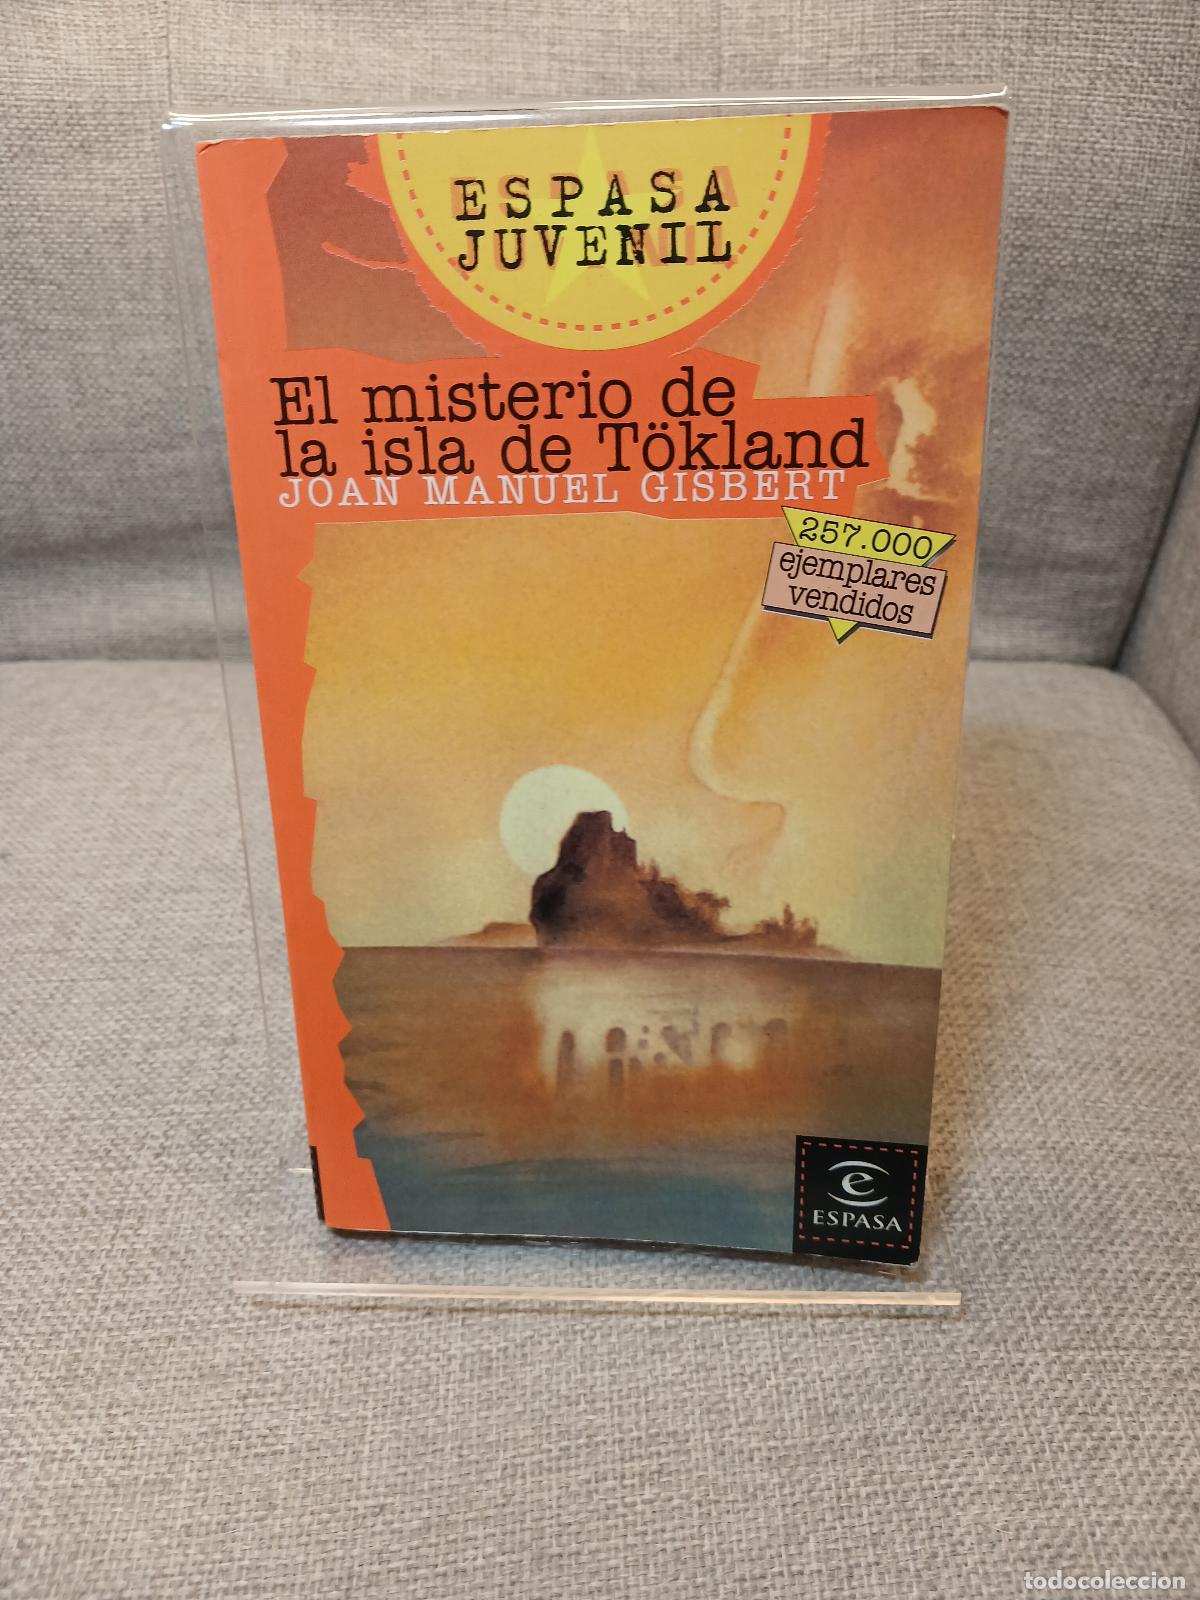 ESPASA
JUVENIL
El misterio de
la isla de Tökland
JOAN MANUEL GISBERT
257.000
ejemplares
vendidos
e
ESPASA
todocoleccion